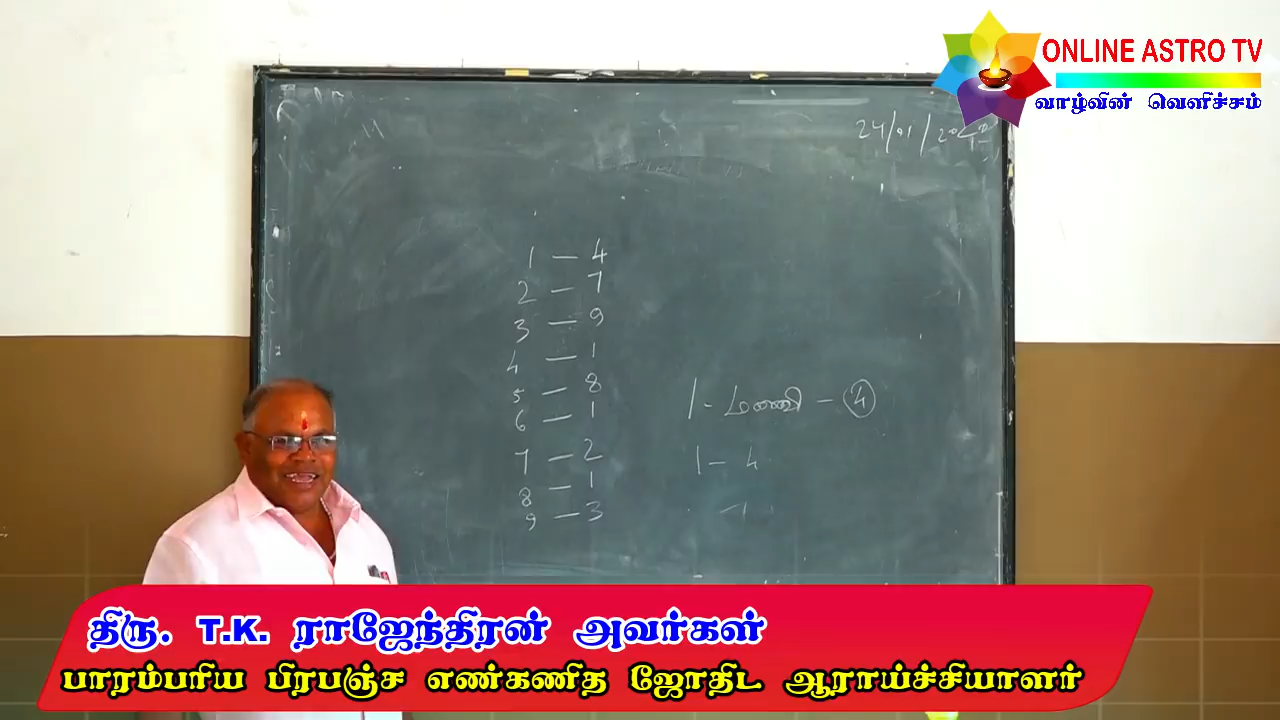 ONLINE ASTRO TV
வாழ்வின் வெளிச்சம்
24/01/
1 — 4
2 — 7
3 — 9
4 — 1
5 — 8
6 — 1
7 — 2
8 — 1
9 — 3
1 - மணி - 4
1 - 4
திரு. T.K. ராஜேந்திரன் அவர்கள்
பாரம்பரிய பிரபஞ்ச எண்கணித ஜோதிட ஆராய்ச்சியாளர்